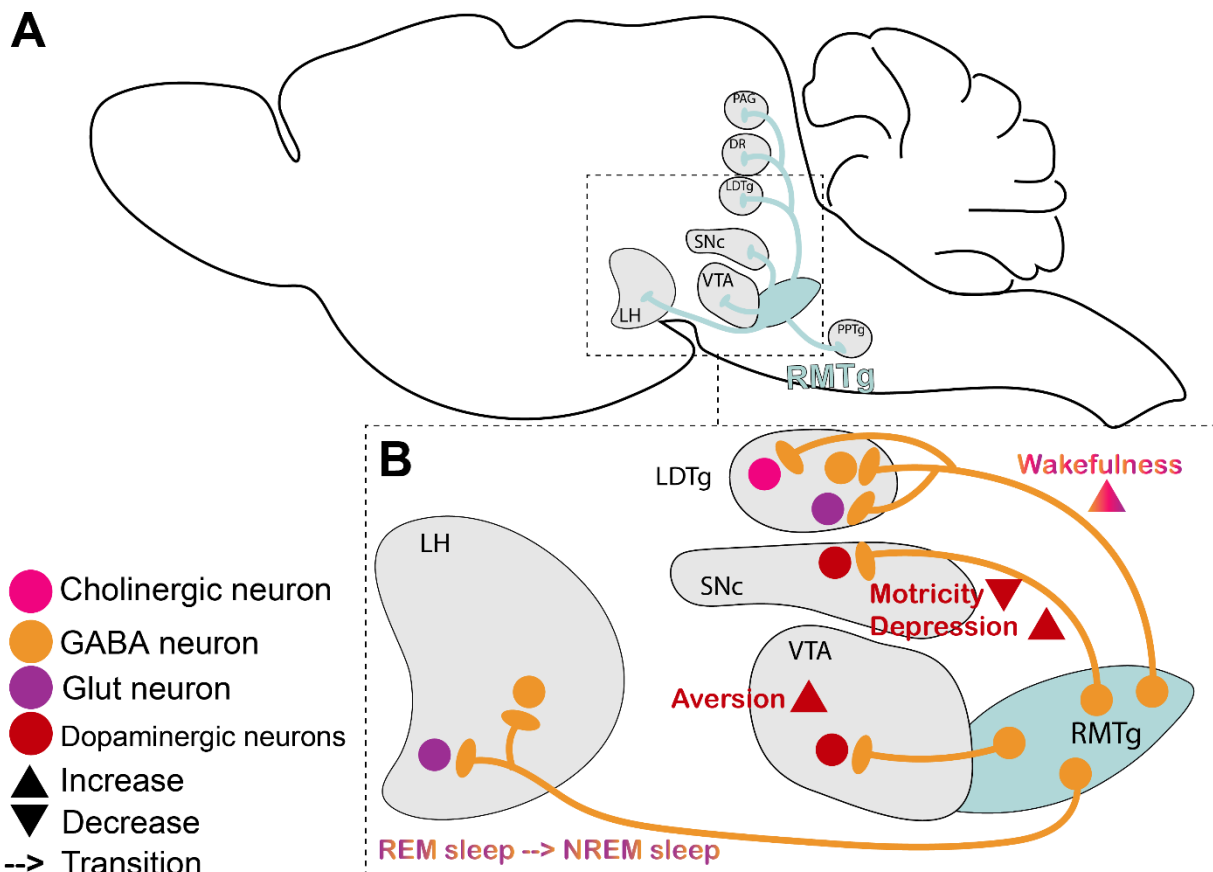 A
PAG
DR
LDTg
SNc
VTA
LH
PPTg
RMTg
B
LDTg
Wakefulness
LH
SNc
Motricity
Depression
VTA
Aversion
RMTg
REM sleep --> NREM sleep
Cholinergic neuron
GABA neuron
Glut neuron
Dopaminergic neurons
Increase
Decrease
--> Transition